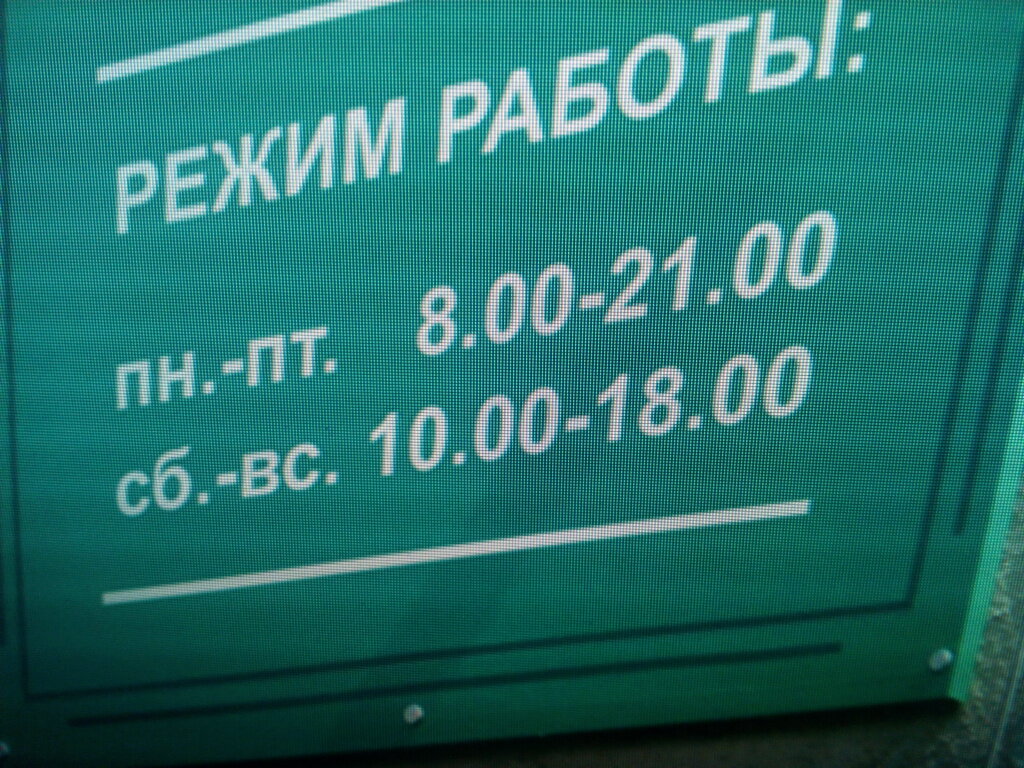 РЕЖИМ РАБОТЫ:
пн.-пт. 8.00-21.00
сб.-вс. 10.00-18.00